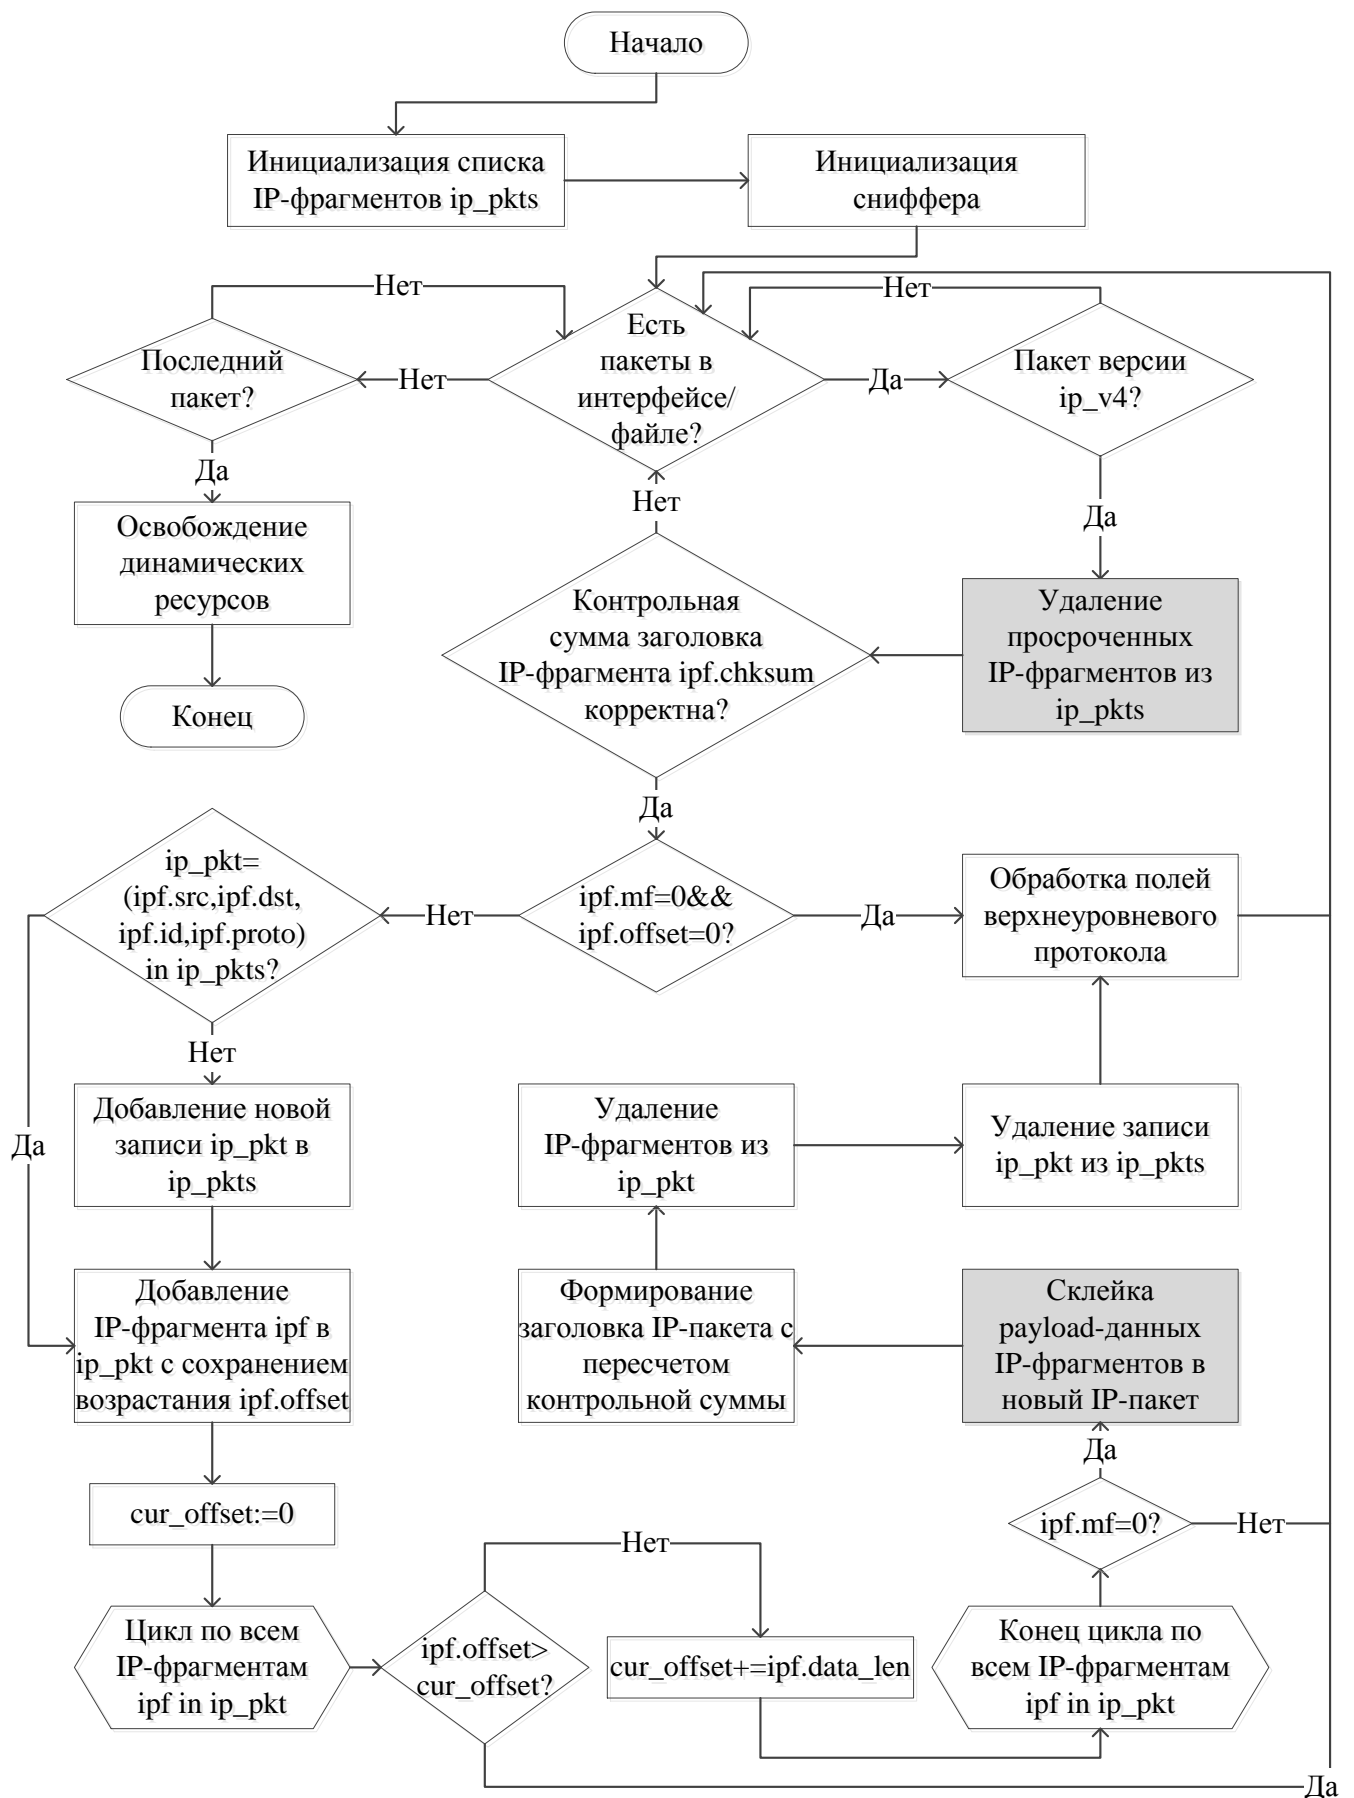 Начало
Инициализация списка
IP-фрагментов ip_pkts
Инициализация
сниффера
Нет
Нет
Последний
пакет?
Нет
Есть
пакеты в
интерфейсе/
файле?
Да
Пакет версии
ip_v4?
Да
Нет
Да
Освобождение
динамических
ресурсов
Контрольная
сумма заголовка
IP-фрагмента ipf.chksum
корректна?
Удаление
просроченных
IP-фрагментов из
ip_pkts
Конец
Да
ip_pkt=
(ipf.src,ipf.dst,
ipf.id,ipf.proto)
in ip_pkts?
Нет
ipf.mf=0&&
ipf.offset=0?
Да
Обработка полей
верхнеуровневого
протокола
Нет
Да
Добавление новой
записи ip_pkt в
ip_pkts
Удаление
IP-фрагментов из
ip_pkt
Удаление записи
ip_pkt из ip_pkts
Добавление
IP-фрагмента ipf в
ip_pkt с сохранением
возрастания ipf.offset
Формирование
заголовка IP-пакета с
пересчетом
контрольной суммы
Склейка
payload-данных
IP-фрагментов в
новый IP-пакет
Да
cur_offset:=0
ipf.mf=0?
Нет
Нет
Цикл по всем
IP-фрагментам
ipf in ip_pkt
ipf.offset>
cur_offset?
cur_offset+=ipf.data_len
Конец цикла по
всем IP-фрагментам
ipf in ip_pkt
Да